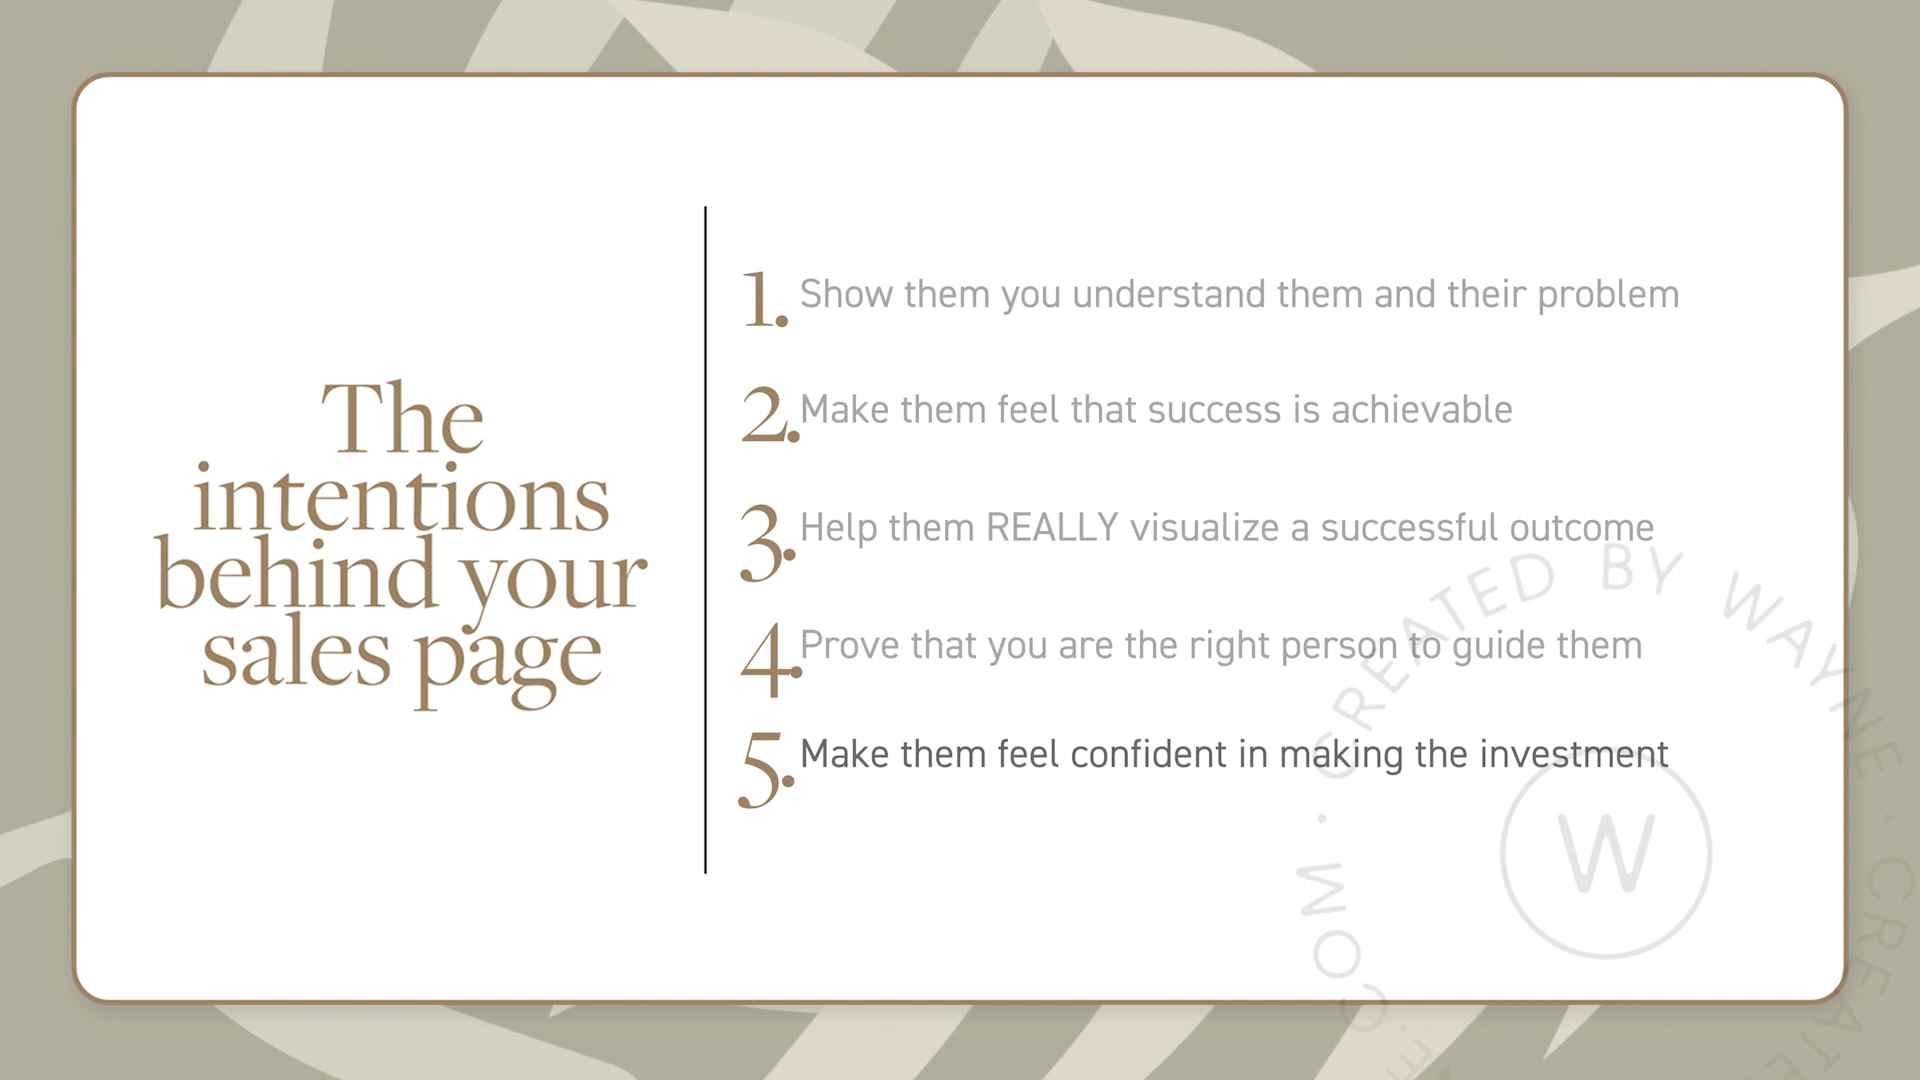 The
intentions
behind your
sales page
1. Show them you understand them and their problem
2. Make them feel that success is achievable
3. Help them REALLY visualize a successful outcome
4. Prove that you are the right person to guide them
5. Make them feel confident in making the investment
CREATED BY WAYNE
W